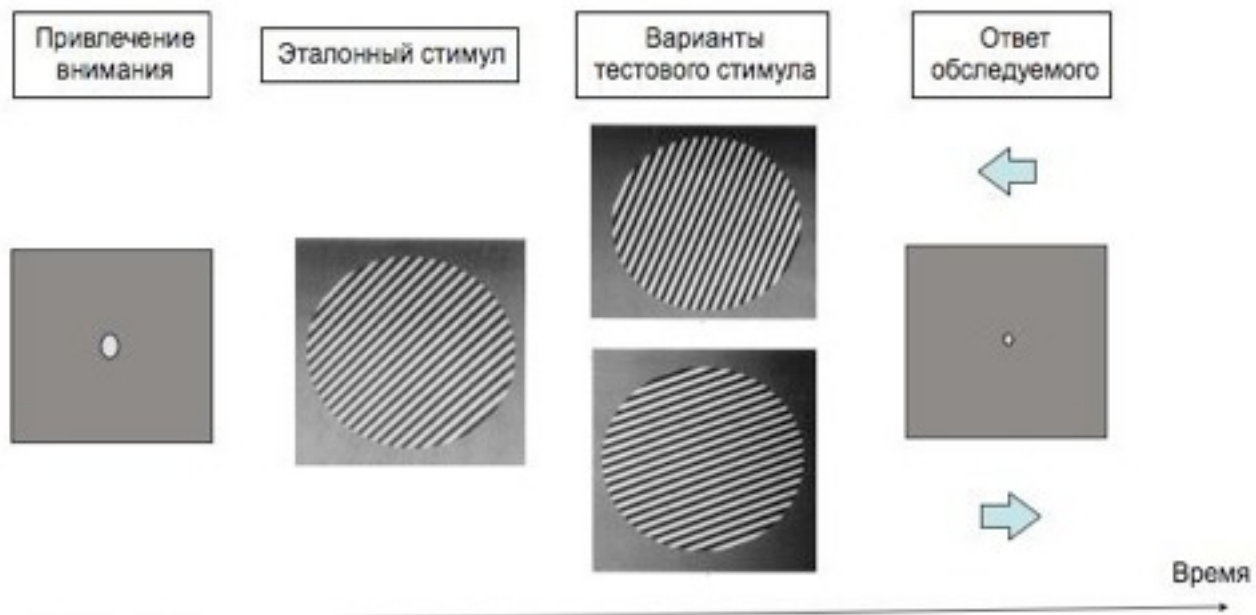 Привлечение
внимания
Эталонный стимул
Варианты
тестового стимула
Ответ
обследуемого
Время